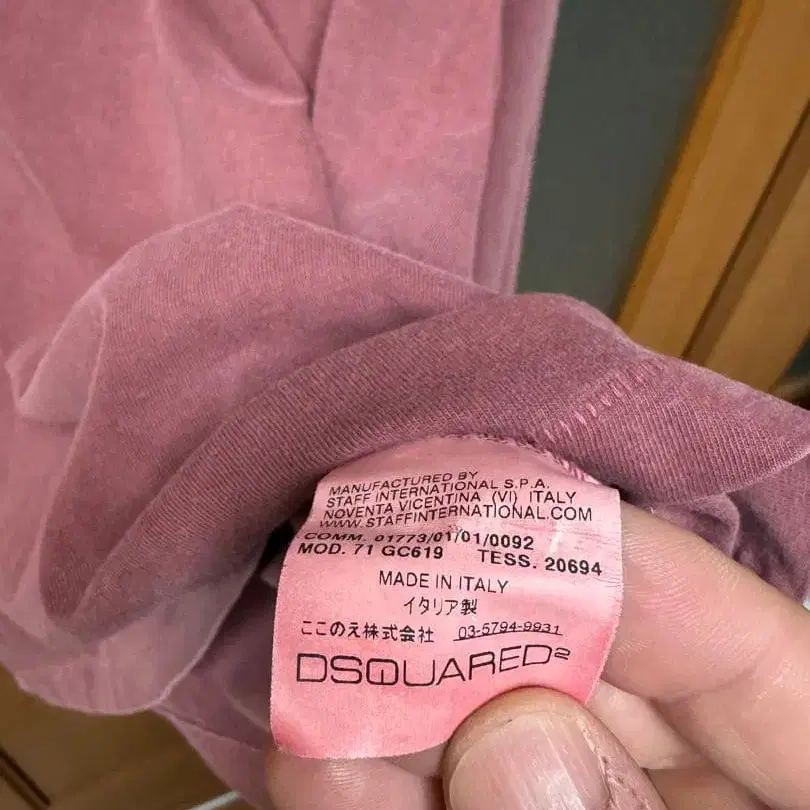 MANUFACTURED BY
STAFF INTERNATIONAL S.P.A.
NOVENTA VICENTINA (VI) ITALY
WWW.STAFFINTERNATIONAL.COM
COMM. 01773/01/01/0092
MOD. 71 GC619 TESS. 20694
MADE IN ITALY
イタリア製
ここのえ株式会社 03-5794-9931
DSQUARED2